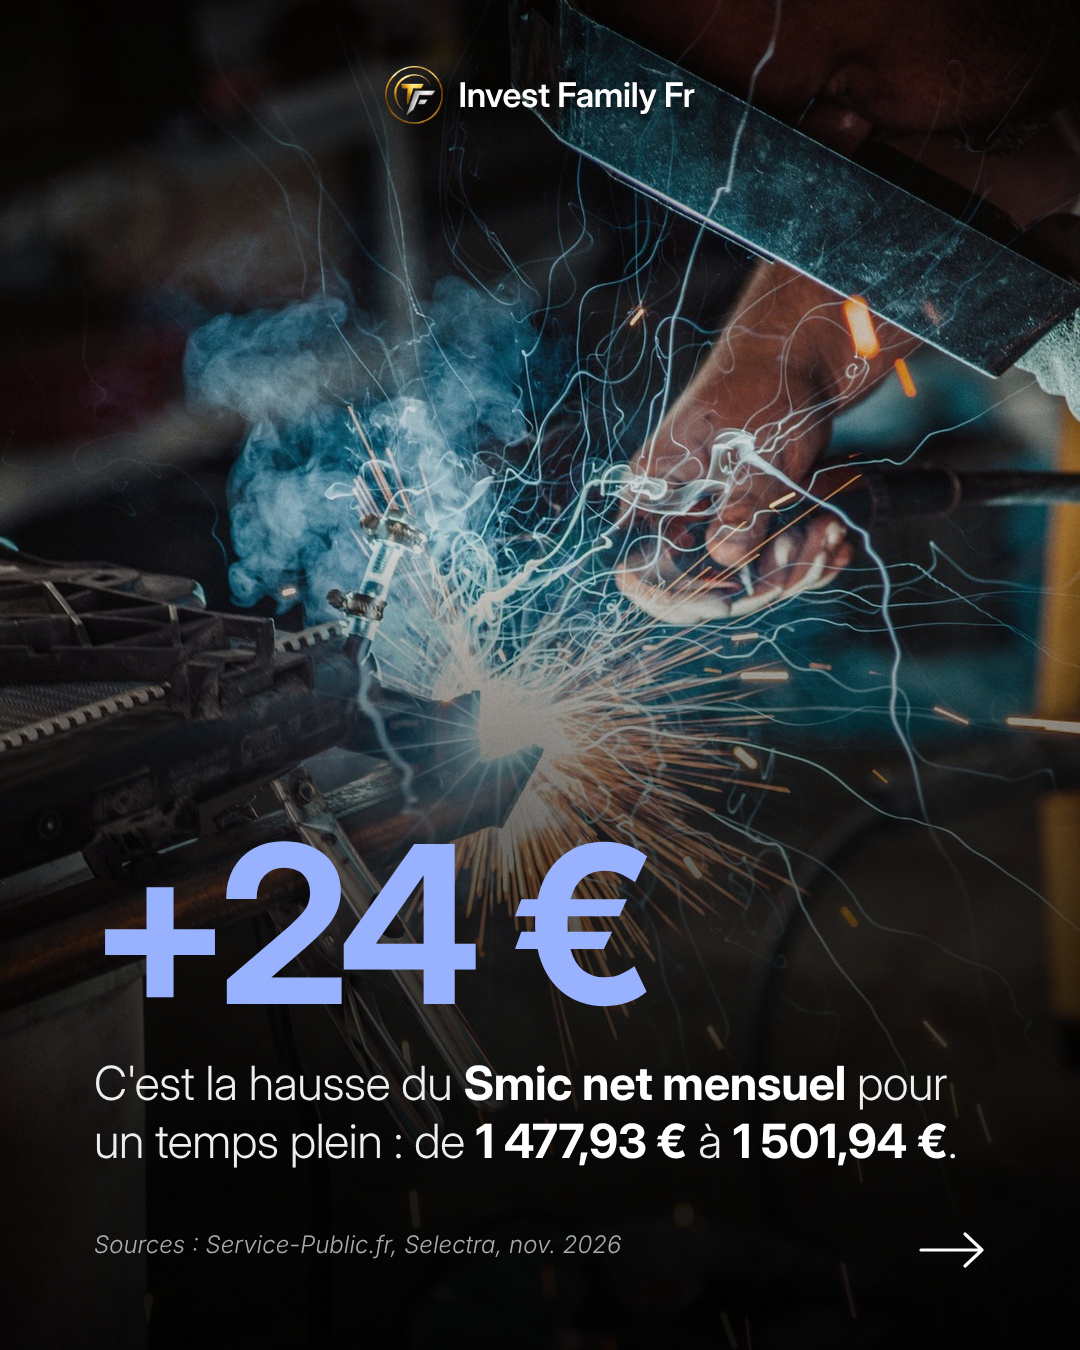 Invest Family Fr
+24 €
C'est la hausse du Smic net mensuel pour
un temps plein : de 1 477,93 € à 1 501,94 €.
Sources : Service-Public.fr, Selectra, nov. 2026